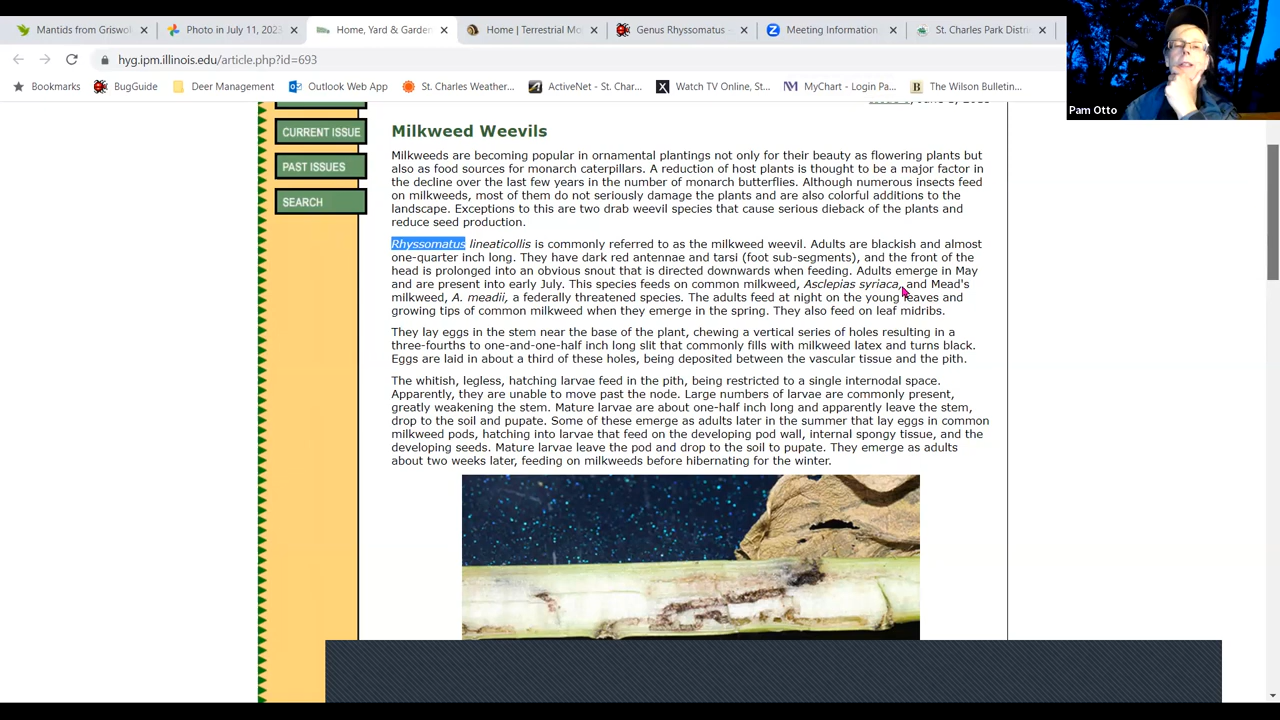 Mantids from Griswol
Photo in July 11, 2023
Home, Yard & Garde
Home | Terrestrial Mo
Genus Rhyssomatus -
Meeting Information
St. Charles Park Distri
hyg.ipm.illinois.edu/article.php?id=693
Bookmarks
BugGuide
Deer Management
Outlook Web App
St. Charles Weather...
ActiveNet - St. Char...
Watch TV Online, St...
MyChart - Login Pa...
The Wilson Bulletin...
Pam Otto
CURRENT ISSUE
PAST ISSUES
SEARCH
Milkweed Weevils
Milkweeds are becoming popular in ornamental plantings not only for their beauty as flowering plants but
also as food sources for monarch caterpillars. A reduction of host plants is thought to be a major factor in
the decline over the last few years in the number of monarch butterflies. Although numerous insects feed
on milkweeds, most of them do not seriously damage the plants and are also colorful additions to the
landscape. Exceptions to this are two drab weevil species that cause serious dieback of the plants and
reduce seed production.
Rhyssomatus lineaticollis is commonly referred to as the milkweed weevil. Adults are blackish and almost
one-quarter inch long. They have dark red antennae and tarsi (foot sub-segments), and the front of the
head is prolonged into an obvious snout that is directed downwards when feeding. Adults emerge in May
and are present into early July. This species feeds on common milkweed, Asclepias syriaca, and Mead's
milkweed, A. meadii, a federally threatened species. The adults feed at night on the young leaves and
growing tips of common milkweed when they emerge in the spring. They also feed on leaf midribs.
They lay eggs in the stem near the base of the plant, chewing a vertical series of holes resulting in a
three-fourths to one-and-one-half inch long slit that commonly fills with milkweed latex and turns black.
Eggs are laid in about a third of these holes, being deposited between the vascular tissue and the pith.
The whitish, legless, hatching larvae feed in the pith, being restricted to a single internodal space.
Apparently, they are unable to move past the node. Large numbers of larvae are commonly present,
greatly weakening the stem. Mature larvae are about one-half inch long and apparently leave the stem,
drop to the soil and pupate. Some of these emerge as adults later in the summer that lay eggs in common
milkweed pods, hatching into larvae that feed on the developing pod wall, internal spongy tissue, and the
developing seeds. Mature larvae leave the pod and drop to the soil to pupate. They emerge as adults
about two weeks later, feeding on milkweeds before hibernating for the winter.